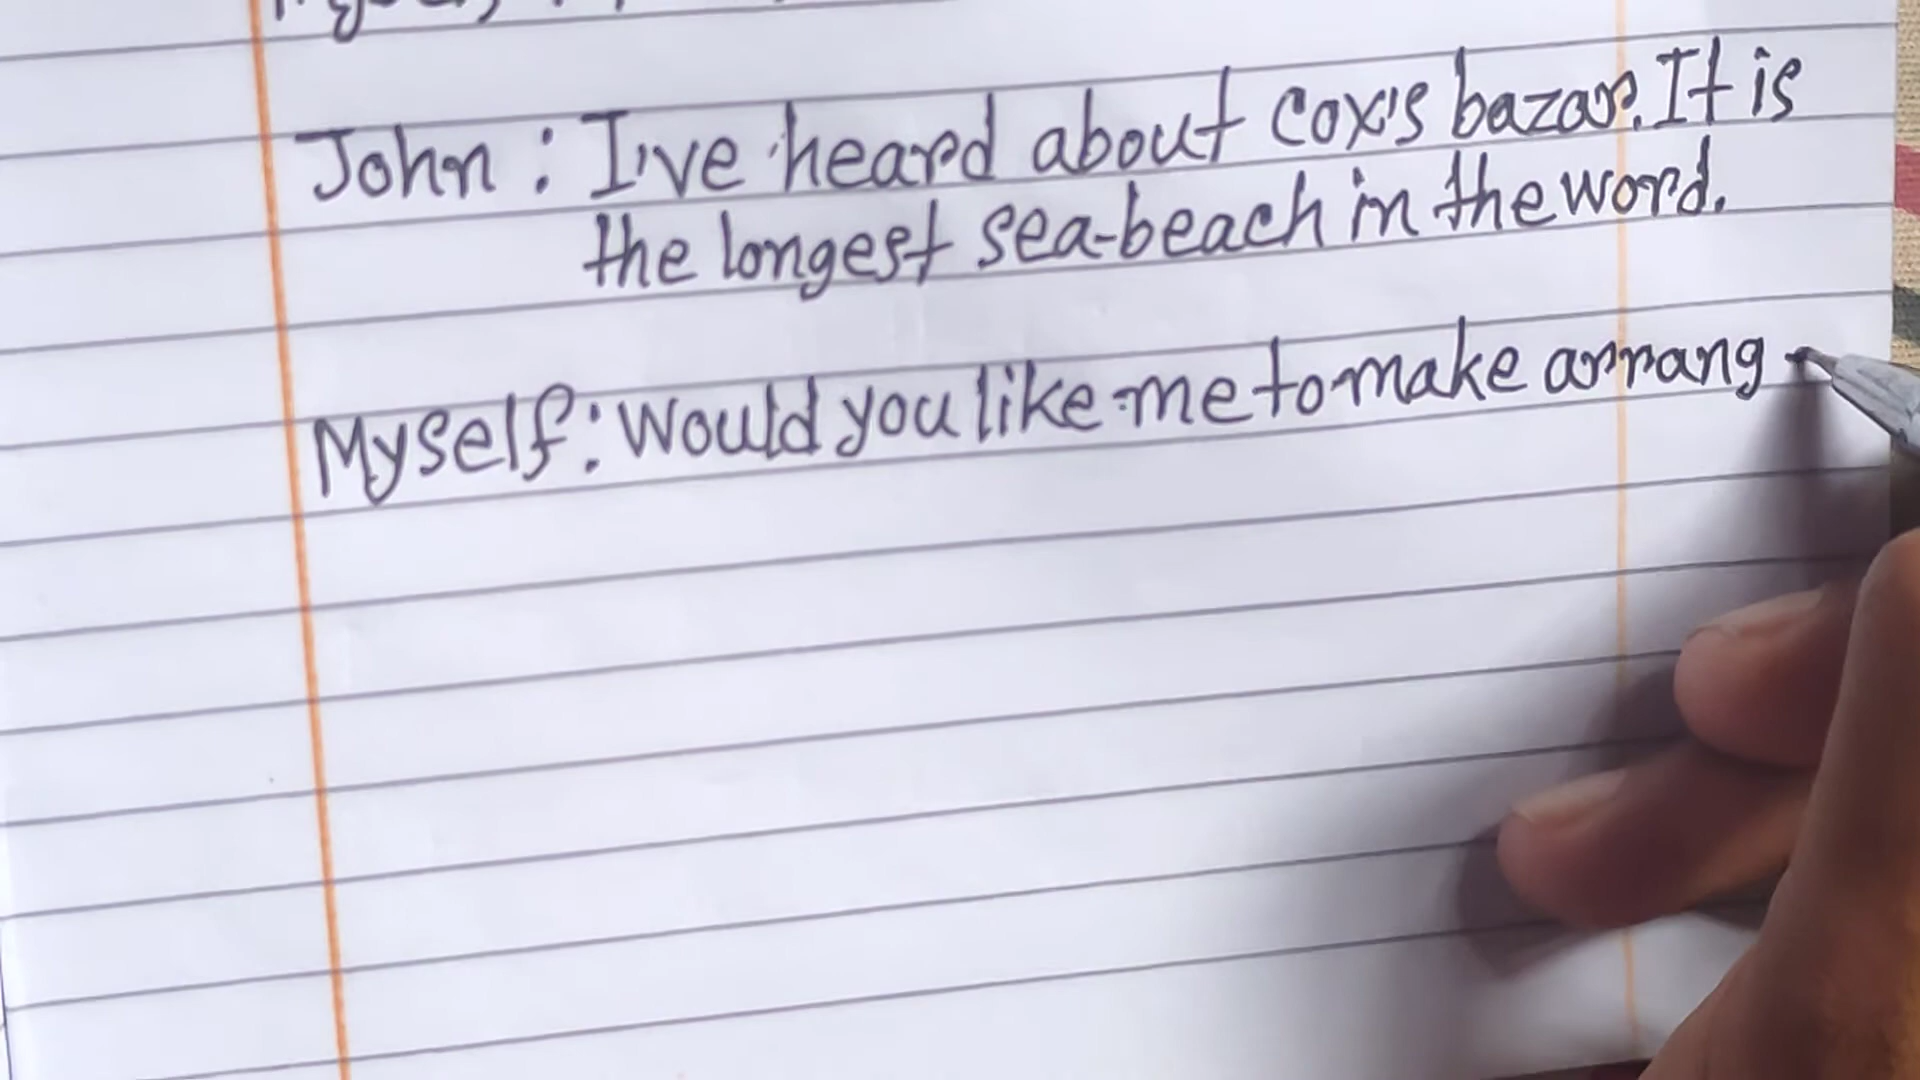 John : I've heard about cox's bazar. It is
the longest sea-beach in the word.
Myself: Would you like me to make arrang-